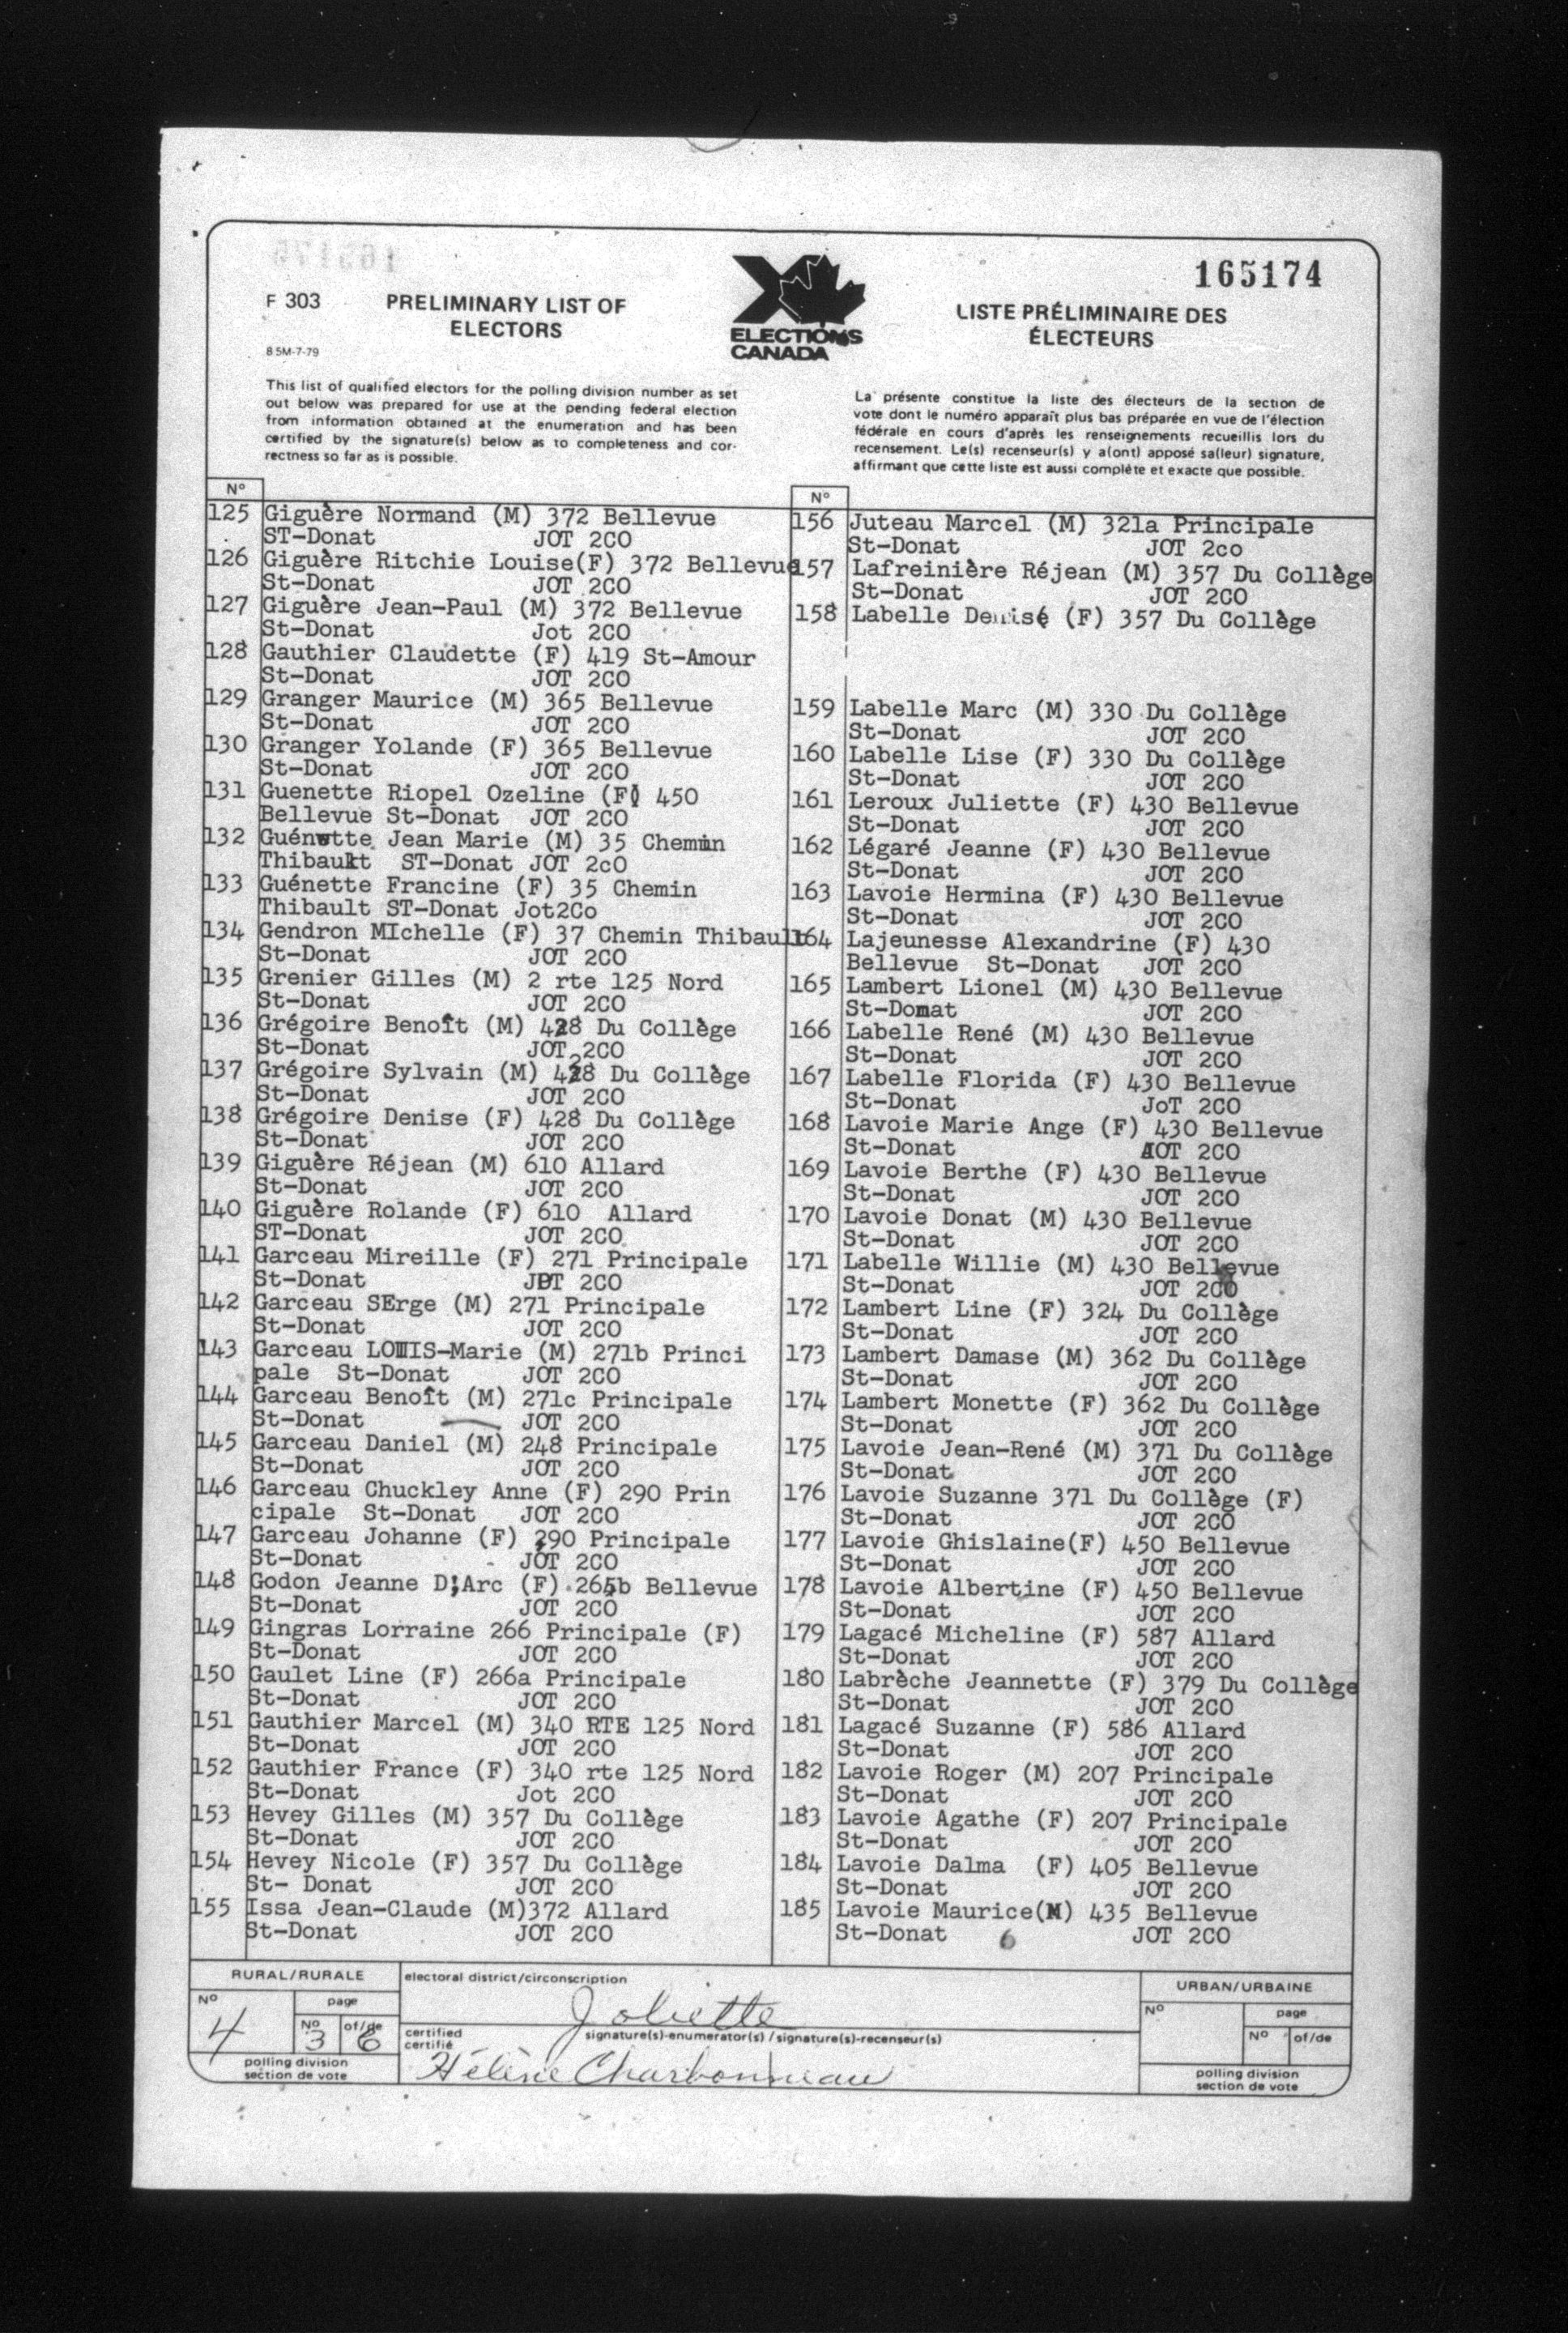 165174
F 303
PRELIMINARY LIST OF
ELECTORS
8 5M-7-79
ELECTIONS
CANADA
LISTE PRÉLIMINAIRE DES
ÉLECTEURS
This list of qualified electors for the polling division number as set
out below was prepared for use at the pending federal election
from information obtained at the enumeration and has been
certified by the signature(s) below as to completeness and cor-
rectness so far as is possible.
La présente constitue la liste des électeurs de la section de
vote dont le numéro apparaît plus bas préparée en vue de l'élection
fédérale en cours d'après les renseignements recueillis lors du
recensement. Le(s) recenseur(s) y a(ont) apposé sa(leur) signature,
affirmant que cette liste est aussi complète et exacte que possible.
Nº
125 Giguère Normand (M) 372 Bellevue
ST-Donat JOT 2CO
126 Giguère Ritchie Louise(F) 372 Bellevue
St-Donat JOT 2CO
127 Giguère Jean-Paul (M) 372 Bellevue
St-Donat Jot 2CO
128 Gauthier Claudette (F) 419 St-Amour
St-Donat JOT 2CO
129 Granger Maurice (M) 365 Bellevue
St-Donat JOT 2CO
130 Granger Yolande (F) 365 Bellevue
St-Donat JOT 2CO
131 Guenette Riopel Ozeline (F) 450
Bellevue St-Donat JOT 2CO
132 Guénette Jean Marie (M) 35 Chemin
Thibault ST-Donat JOT 2cO
133 Guénette Francine (F) 35 Chemin
Thibault ST-Donat Jot2Co
134 Gendron MIchelle (F) 37 Chemin Thibault
St-Donat JOT 2CO
135 Grenier Gilles (M) 2 rte 125 Nord
St-Donat JOT 2CO
136 Grégoire Benoît (M) 428 Du Collège
St-Donat JOT 2CO
137 Grégoire Sylvain (M) 428 Du Collège
St-Donat JOT 2CO
138 Grégoire Denise (F) 428 Du Collège
St-Donat JOT 2CO
139 Giguère Réjean (M) 610 Allard
St-Donat JOT 2CO
140 Giguère Rolande (F) 610 Allard
ST-Donat JOT 2CO
141 Garceau Mireille (F) 271 Principale
St-Donat JOT 2CO
142 Garceau SErge (M) 271 Principale
St-Donat JOT 2CO
143 Garceau LOUIS-Marie (M) 271b Princi
pale St-Donat JOT 2CO
144 Garceau Benoît (M) 271c Principale
St-Donat JOT 2CO
145 Garceau Daniel (M) 248 Principale
St-Donat JOT 2CO
146 Garceau Chuckley Anne (F) 290 Prin
cipale St-Donat JOT 2CO
147 Garceau Johanne (F) 290 Principale
St-Donat JOT 2CO
148 Godon Jeanne D'Arc (F) 265b Bellevue
St-Donat JOT 2CO
149 Gingras Lorraine 266 Principale (F)
St-Donat JOT 2CO
150 Gaulet Line (F) 266a Principale
St-Donat JOT 2CO
151 Gauthier Marcel (M) 340 RTE 125 Nord
St-Donat JOT 2CO
152 Gauthier France (F) 340 rte 125 Nord
St-Donat Jot 2CO
153 Hevey Gilles (M) 357 Du Collège
St-Donat JOT 2CO
154 Hevey Nicole (F) 357 Du Collège
St- Donat JOT 2CO
155 Issa Jean-Claude (M)372 Allard
St-Donat JOT 2CO
Nº
156 Juteau Marcel (M) 321a Principale
St-Donat JOT 2co
157 Lafreinière Réjean (M) 357 Du Collège
St-Donat JOT 2CO
158 Labelle Denise (F) 357 Du Collège
159 Labelle Marc (M) 330 Du Collège
St-Donat JOT 2CO
160 Labelle Lise (F) 330 Du Collège
St-Donat JOT 2CO
161 Leroux Juliette (F) 430 Bellevue
St-Donat JOT 2CO
162 Légaré Jeanne (F) 430 Bellevue
St-Donat JOT 2CO
163 Lavoie Hermina (F) 430 Bellevue
St-Donat JOT 2CO
164 Lajeunesse Alexandrine (F) 430
Bellevue St-Donat JOT 2CO
165 Lambert Lionel (M) 430 Bellevue
St-Donat JOT 2CO
166 Labelle René (M) 430 Bellevue
St-Donat JOT 2CO
167 Labelle Florida (F) 430 Bellevue
St-Donat JoT 2CO
168 Lavoie Marie Ange (F) 430 Bellevue
St-Donat JOT 2CO
169 Lavoie Berthe (F) 430 Bellevue
St-Donat JOT 2CO
170 Lavoie Donat (M) 430 Bellevue
St-Donat JOT 2CO
171 Labelle Willie (M) 430 Bellevue
St-Donat JOT 2CO
172 Lambert Line (F) 324 Du Collège
St-Donat JOT 2CO
173 Lambert Damase (M) 362 Du Collège
St-Donat JOT 2CO
174 Lambert Monette (F) 362 Du Collège
St-Donat JOT 2CO
175 Lavoie Jean-René (M) 371 Du Collège
St-Donat JOT 2CO
176 Lavoie Suzanne 371 Du Collège (F)
St-Donat JOT 2CO
177 Lavoie Ghislaine(F) 450 Bellevue
St-Donat JOT 2CO
178 Lavoie Albertine (F) 450 Bellevue
St-Donat JOT 2CO
179 Lagacé Micheline (F) 587 Allard
St-Donat JOT 2CO
180 Labrèche Jeannette (F) 379 Du Collège
St-Donat JOT 2CO
181 Lagacé Suzanne (F) 586 Allard
St-Donat JOT 2CO
182 Lavoie Roger (M) 207 Principale
St-Donat JOT 2CO
183 Lavoie Agathe (F) 207 Principale
St-Donat JOT 2CO
184 Lavoie Dalma (F) 405 Bellevue
St-Donat JOT 2CO
185 Lavoie Maurice(M) 435 Bellevue
St-Donat 6 JOT 2CO
RURAL/RURALE
Nº 4
page
Nº 3 of/de 6
polling division
section de vote
electoral district/circonscription
Joliette
certified
certifié
signature(s)-enumerator(s) / signature(s)-recenseur(s)
Hélène Charbonneau
URBAN/URBAINE
Nº
page
Nº of/de
polling division
section de vote